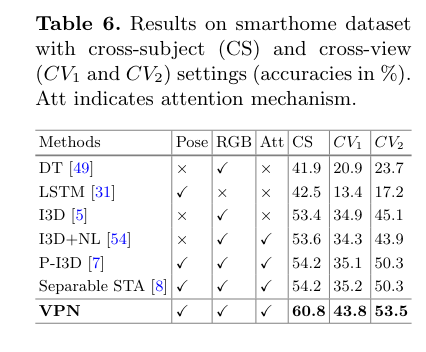 Table 6. Results on smarthome dataset
with cross-subject (CS) and cross-view
(CV₁ and CV₂) settings (accuracies in %).
Att indicates attention mechanism.
Methods Pose RGB Att CS CV₁ CV₂
DT [49] × ✓ × 41.9 20.9 23.7
LSTM [31] ✓ × × 42.5 13.4 17.2
I3D [5] × ✓ × 53.4 34.9 45.1
I3D+NL [54] × ✓ ✓ 53.6 34.3 43.9
P-I3D [7] ✓ ✓ ✓ 54.2 35.1 50.3
Separable STA [8] ✓ ✓ ✓ 54.2 35.2 50.3
VPN ✓ ✓ ✓ 60.8 43.8 53.5